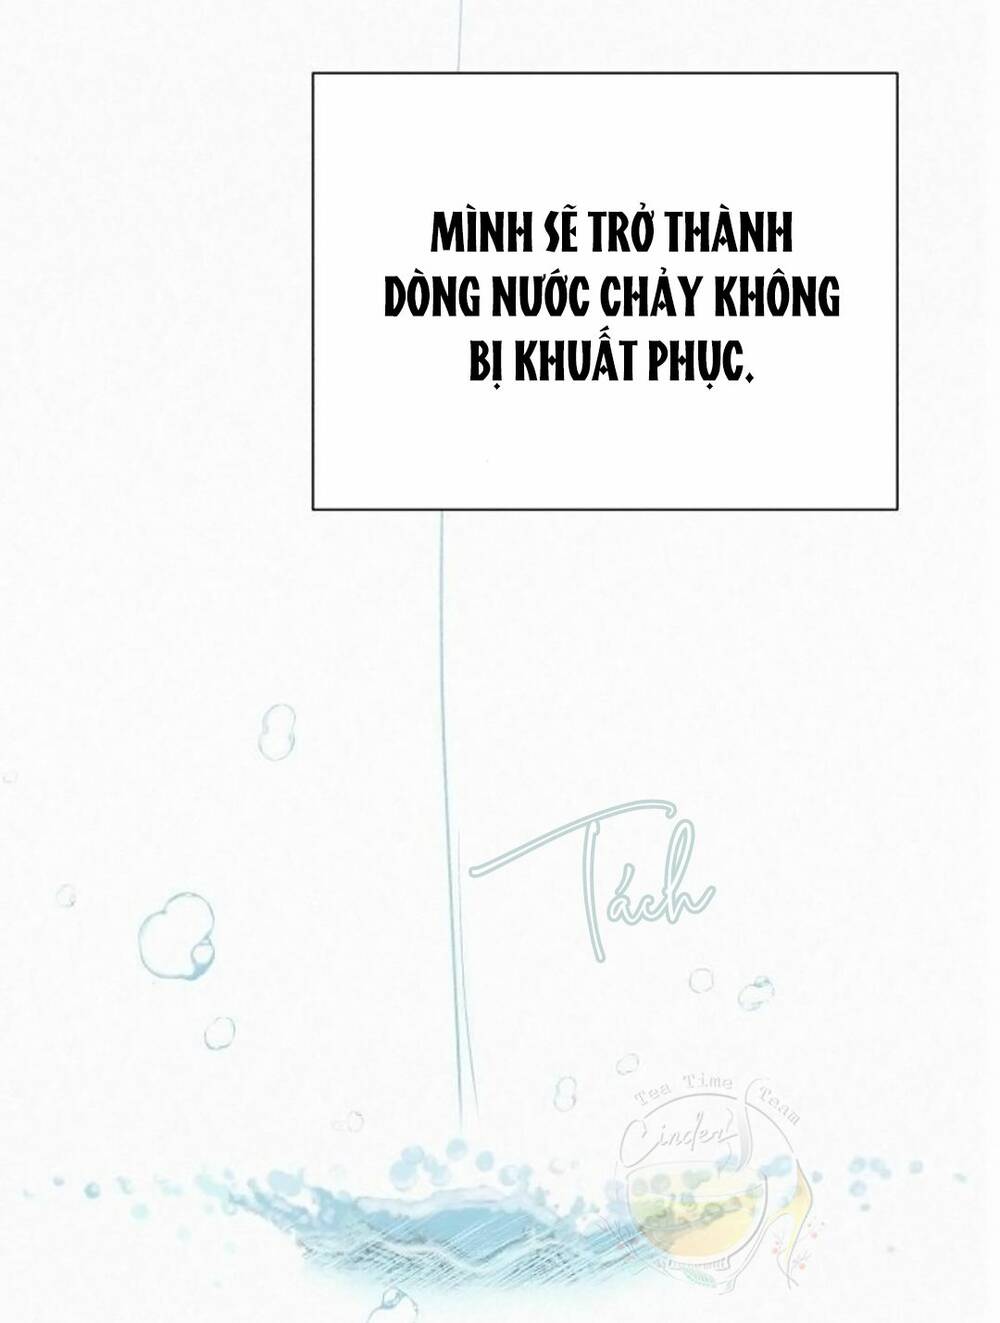 MÌNH SẼ TRỞ THÀNH
DÒNG NƯỚC CHẢY KHÔNG
BỊ KHUẤT PHỤC.
Tách
Tea Time Team
Cinder